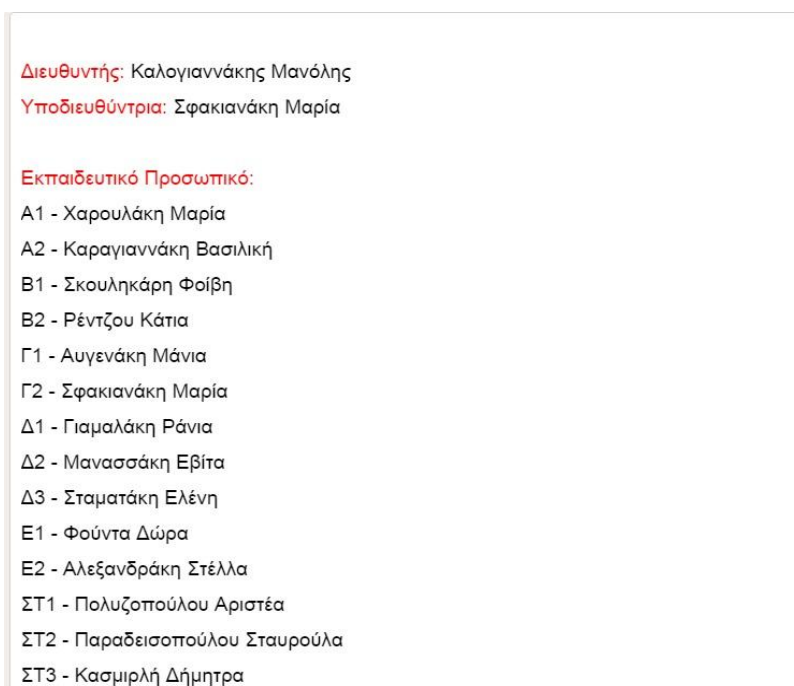 Διευθυντής: Καλογιαννάκης Μανόλης
Υποδιευθύντρια: Σφακιανάκη Μαρία
Εκπαιδευτικό Προσωπικό:
Α1 - Χαρουλάκη Μαρία
Α2 - Καραγιαννάκη Βασιλική
Β1 - Σκουληκάρη Φοίβη
Β2 - Ρέντζου Κάτια
Γ1 - Αυγενάκη Μάνια
Γ2 - Σφακιανάκη Μαρία
Δ1 - Γιαμαλάκη Ράνια
Δ2 - Μανασσάκη Εβίτα
Δ3 - Σταματάκη Ελένη
Ε1 - Φούντα Δώρα
Ε2 - Αλεξανδράκη Στέλλα
ΣΤ1 - Πολυζοπούλου Αριστέα
ΣΤ2 - Παραδεισοπούλου Σταυρούλα
ΣΤ3 - Κασμιρλή Δήμητρα